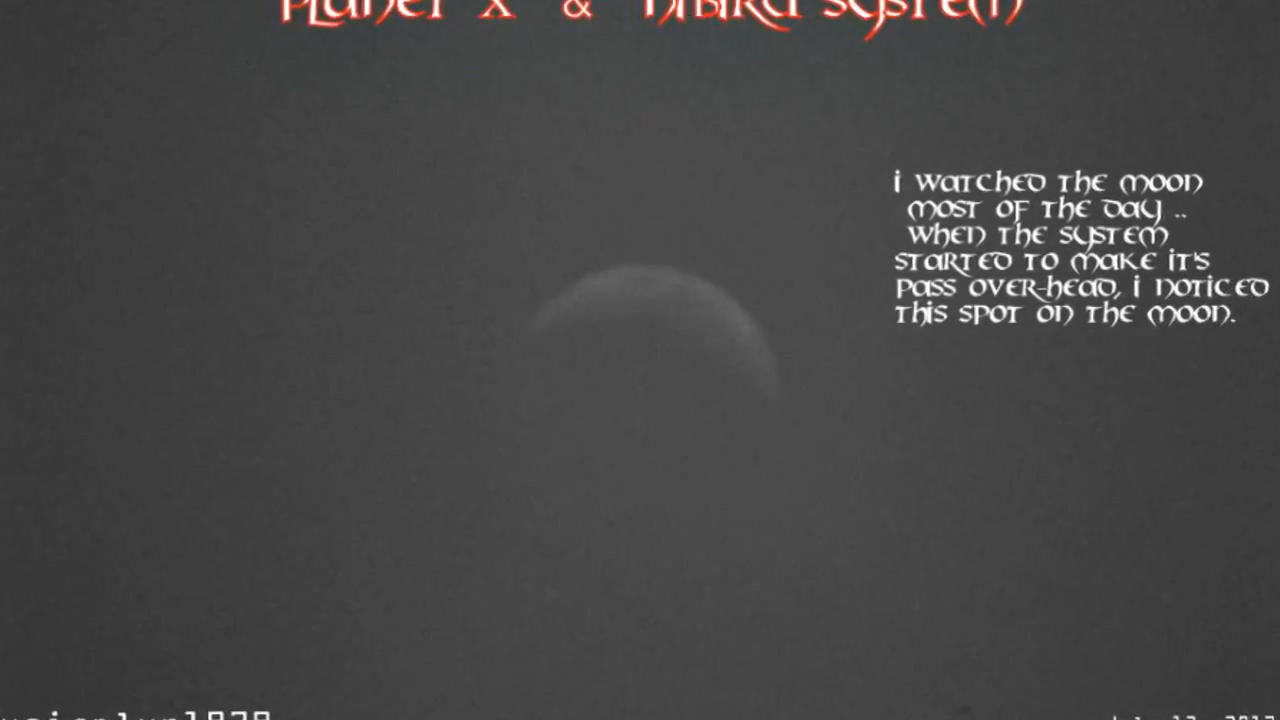 PLANET X & NIBIRU SYSTEM
i watched the moon
most of the day ..
when the system
started to make it's
pass over-head, i noticed
this spot on the moon.